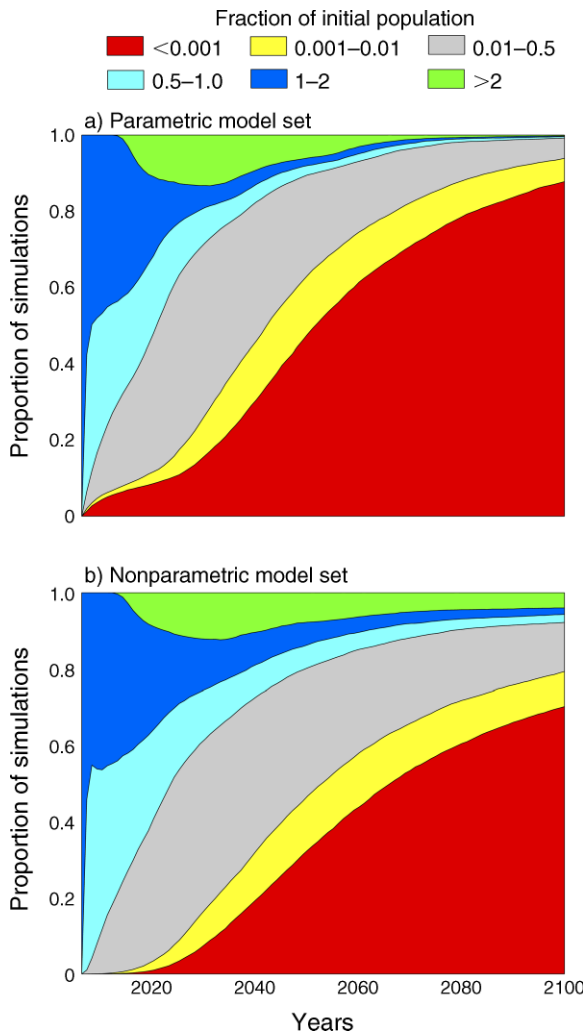 Fraction of initial population
<0.001 0.001–0.01 0.01–0.5
0.5–1.0 1–2 >2
a) Parametric model set
1.0
0.8
0.6
0.4
0.2
0
Proportion of simulations
b) Nonparametric model set
1.0
0.8
0.6
0.4
0.2
0
Proportion of simulations
2020 2040 2060 2080 2100
Years